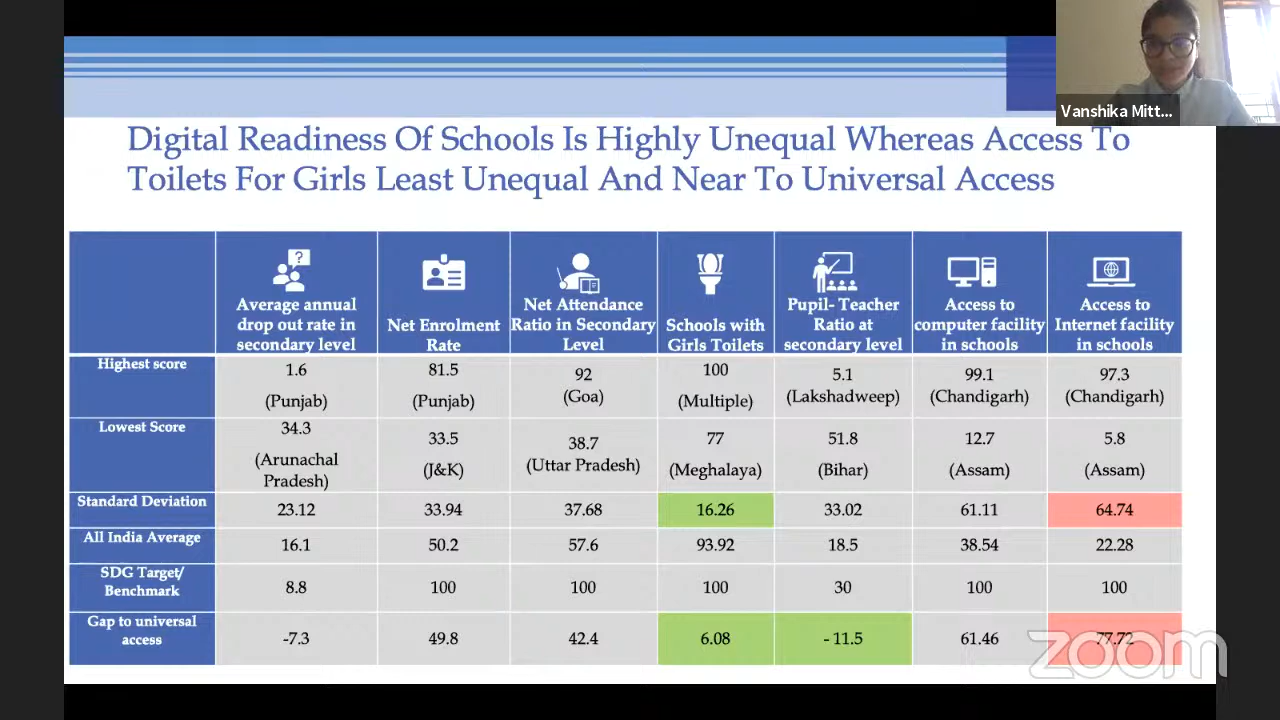 Vanshika Mitt...
Digital Readiness Of Schools Is Highly Unequal Whereas Access To
Toilets For Girls Least Unequal And Near To Universal Access
?
Average annual
drop out rate in
secondary level
Net Enrolment
Rate
Net Attendance
Ratio in Secondary
Level
Schools with
Girls Toilets
Pupil- Teacher
Ratio at
secondary level
Access to
computer facility
in schools
Access to
Internet facility
in schools
Highest score
1.6
(Punjab)
81.5
(Punjab)
92
(Goa)
100
(Multiple)
5.1
(Lakshadweep)
99.1
(Chandigarh)
97.3
(Chandigarh)
Lowest Score
34.3
(Arunachal
Pradesh)
33.5
(J&K)
38.7
(Uttar Pradesh)
77
(Meghalaya)
51.8
(Bihar)
12.7
(Assam)
5.8
(Assam)
Standard Deviation
23.12
33.94
37.68
16.26
33.02
61.11
64.74
All India Average
16.1
50.2
57.6
93.92
18.5
38.54
22.28
SDG Target/
Benchmark
8.8
100
100
100
30
100
100
Gap to universal
access
-7.3
49.8
42.4
6.08
- 11.5
61.46
77.72
zoom